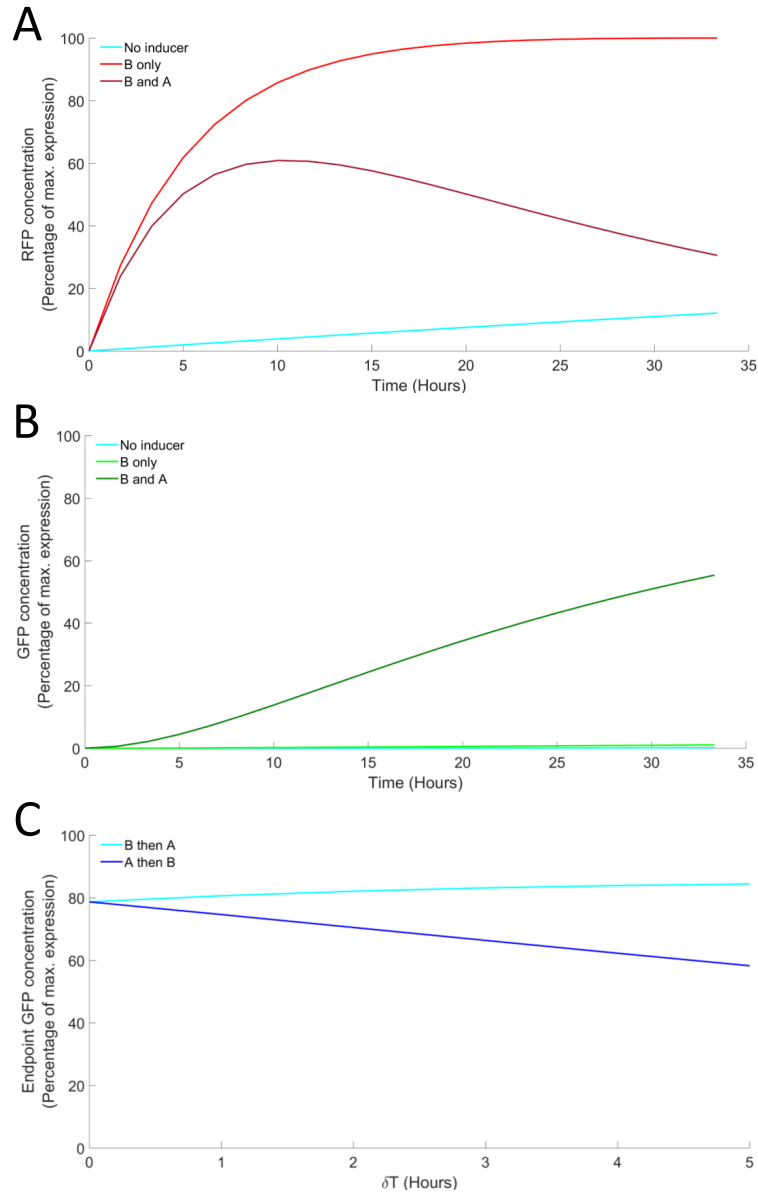 A
100
80
60
40
20
0
RFP concentration
(Percentage of max. expression)
No inducer
B only
B and A
0 5 10 15 20 25 30 35
Time (Hours)
B
100
80
60
40
20
0
GFP concentration
(Percentage of max. expression)
No inducer
B only
B and A
0 5 10 15 20 25 30 35
Time (Hours)
C
100
80
60
40
20
0
Endpoint GFP concentration
(Percentage of max. expression)
B then A
A then B
0 1 2 3 4 5
δT (Hours)